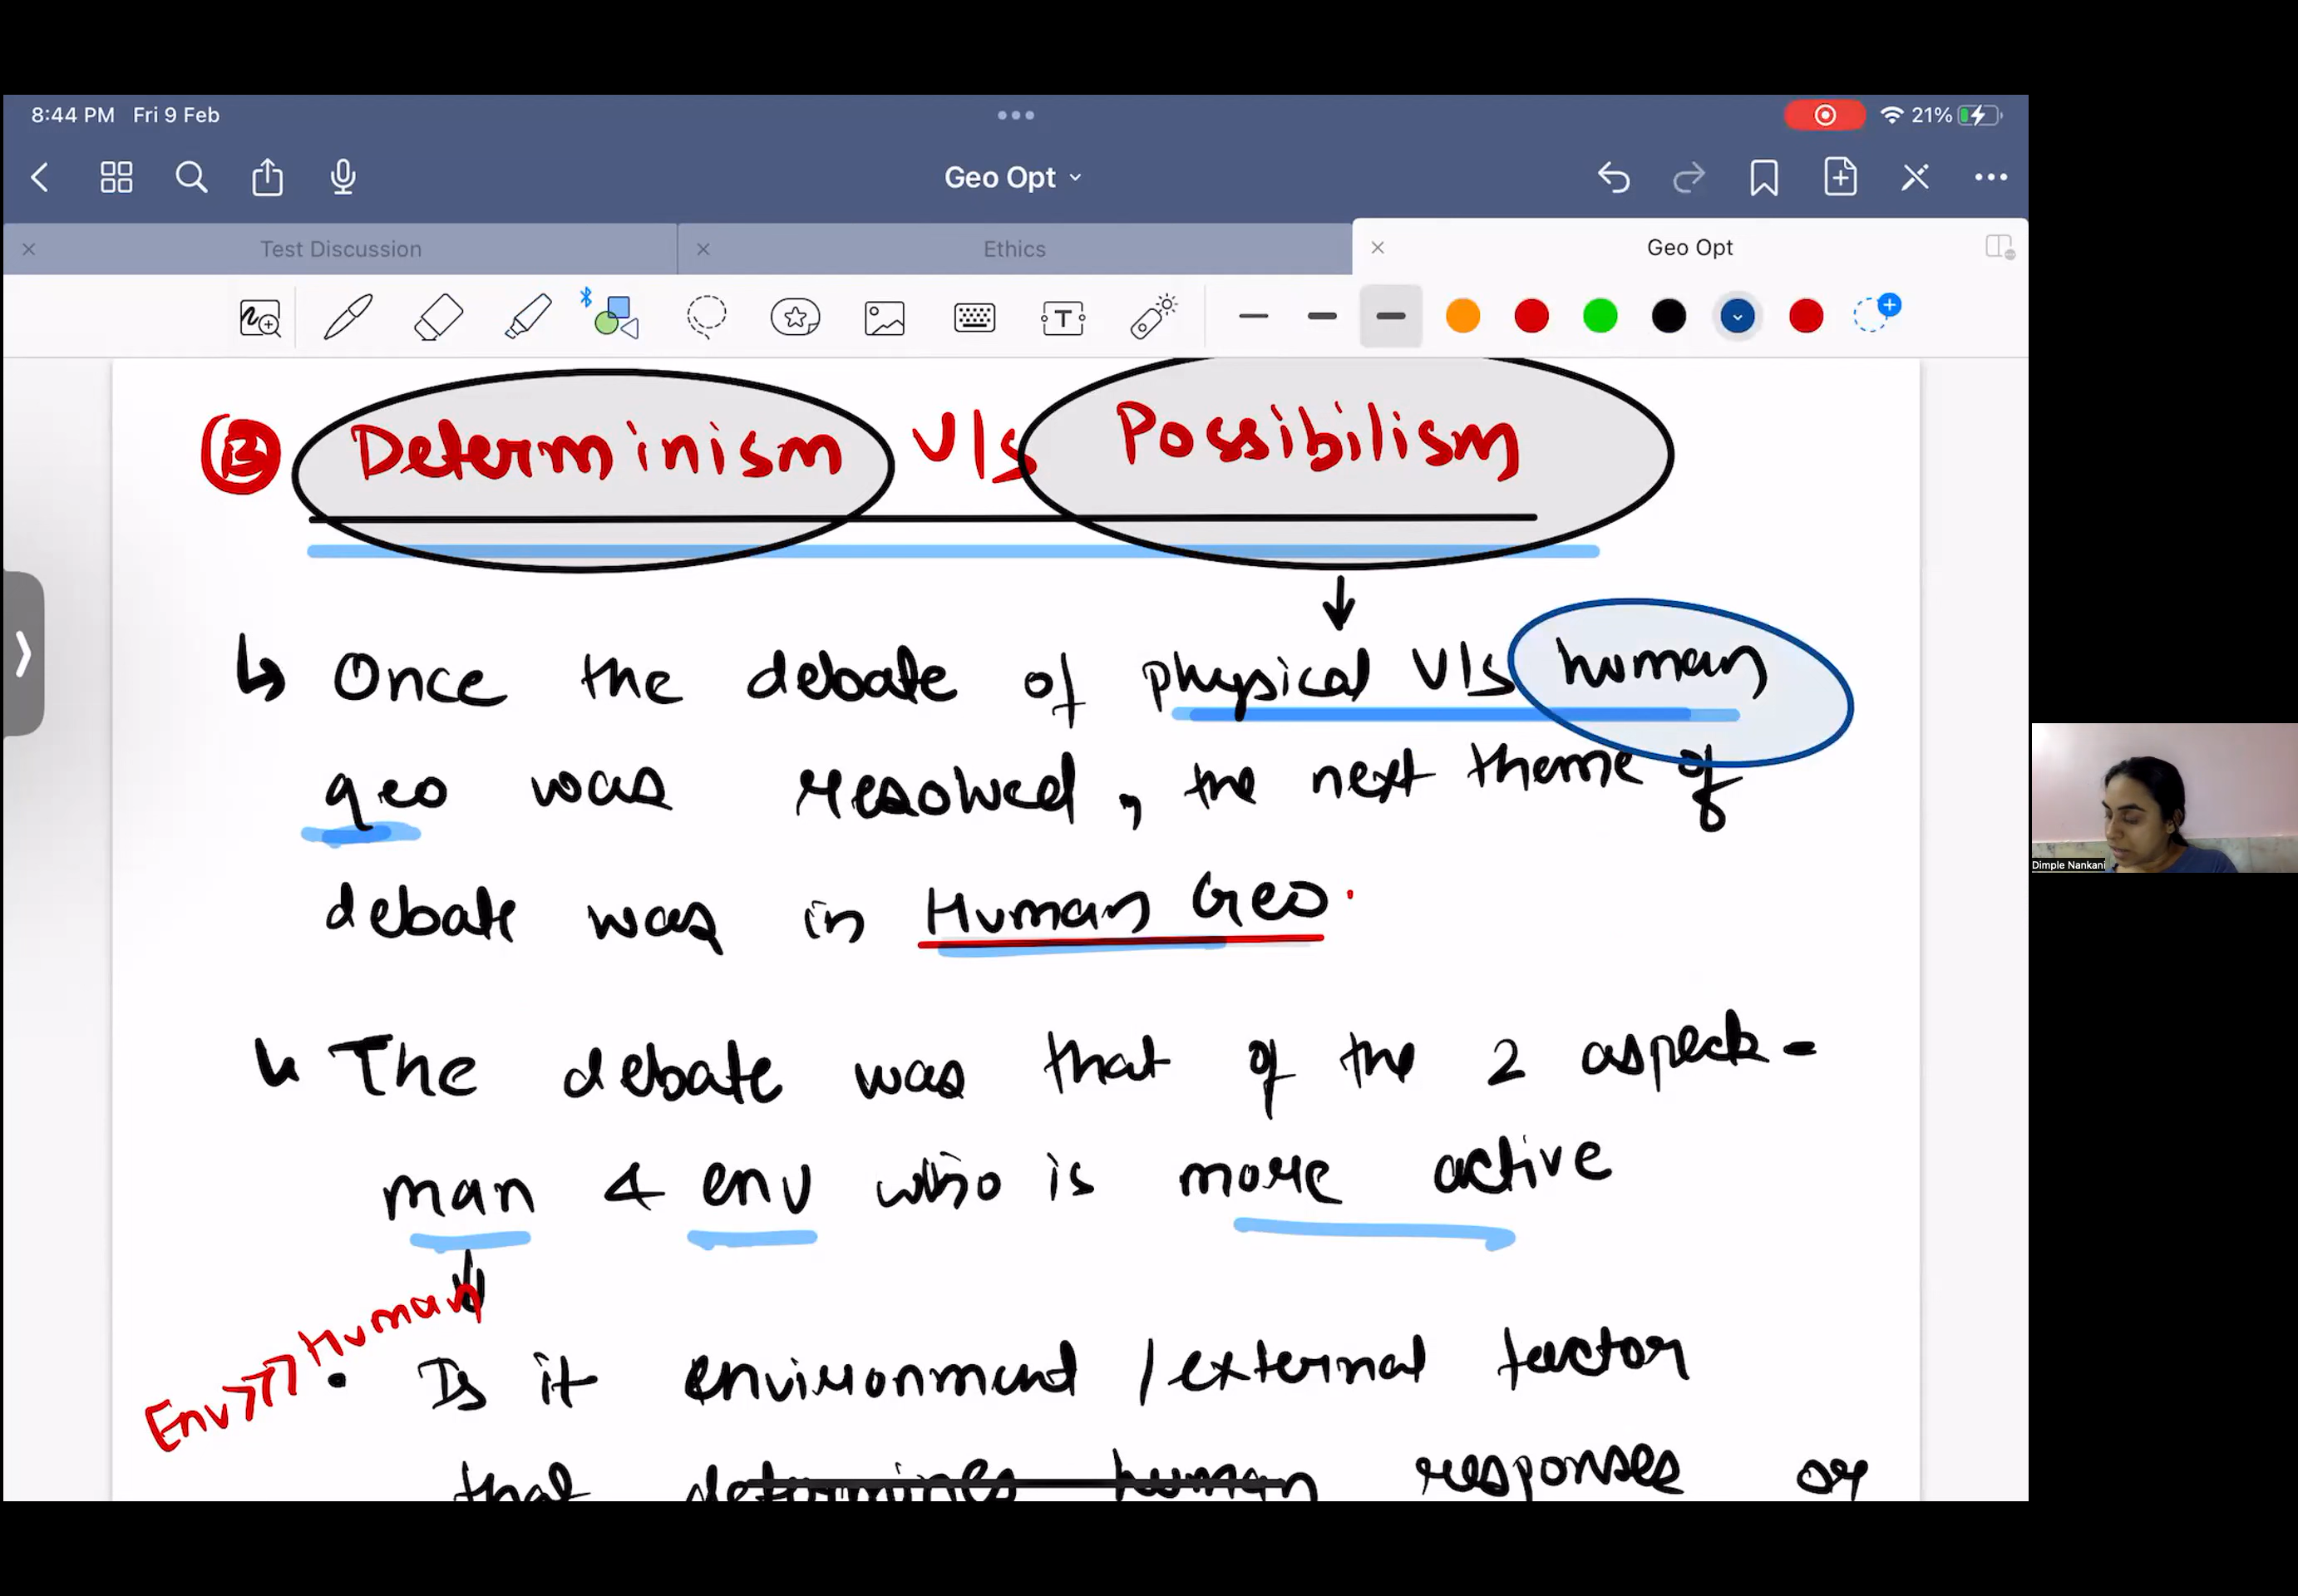 8:44 PM Fri 9 Feb
21%
Geo Opt
Test Discussion
Ethics
Geo Opt
Determinism V/s Possibilism
Once the debate of physical V/s human
geo was resolved, the next theme of
debate was in Human Geo.
The debate was that of the 2 aspects -
man & env who is more active
Human
Env >>>
Is it environment / external factor
that determines human responses or
Dimple Nankani